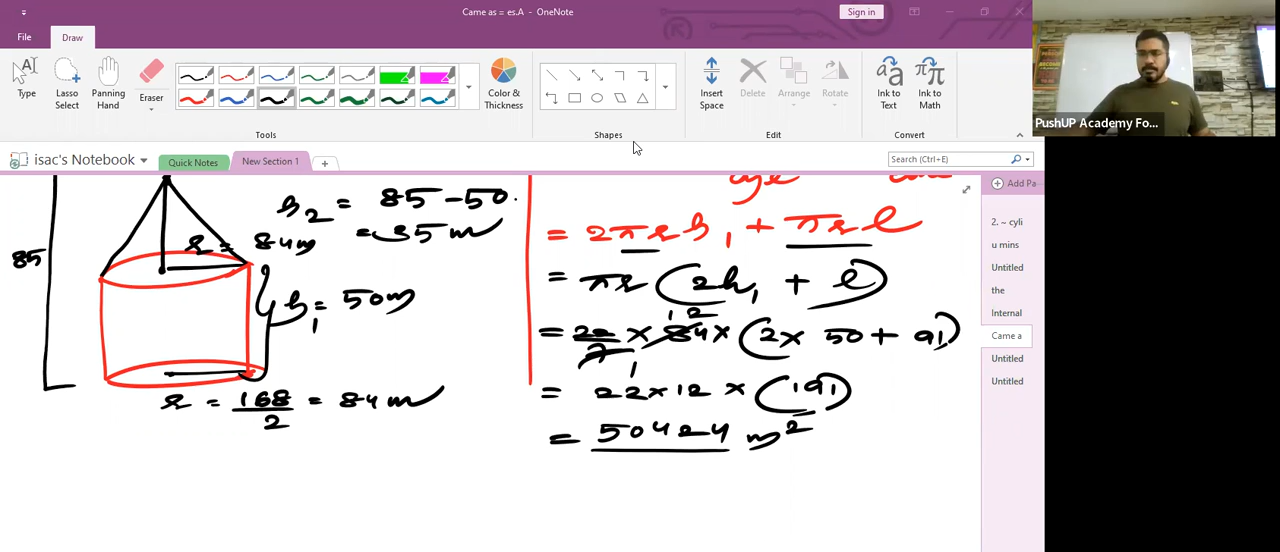 Came as = es.A - OneNote
Sign in
File
Draw
Type
Lasso Select
Panning Hand
Eraser
Color & Thickness
Insert Space
Delete
Arrange
Rotate
Ink to Text
Ink to Math
Tools
Shapes
Edit
Convert
PushUP Academy Fo...
isac's Notebook
Quick Notes
New Section 1
Search (Ctrl+E)
Add Pa
2. ~ cyli
u mins
Untitled
the
Internal
Came a
Untitled
Untitled
85
h₂ = 85 - 50
= 35 m
r = 84m
h₁ = 50m
r = 168/2 = 84 m
= 2πrh₁ + πrl
= πr (2h₁ + l)
= 22/7 × 84 × (2 × 50 + 91)
12
1
= 22 × 12 × (191)
= 50424 m²